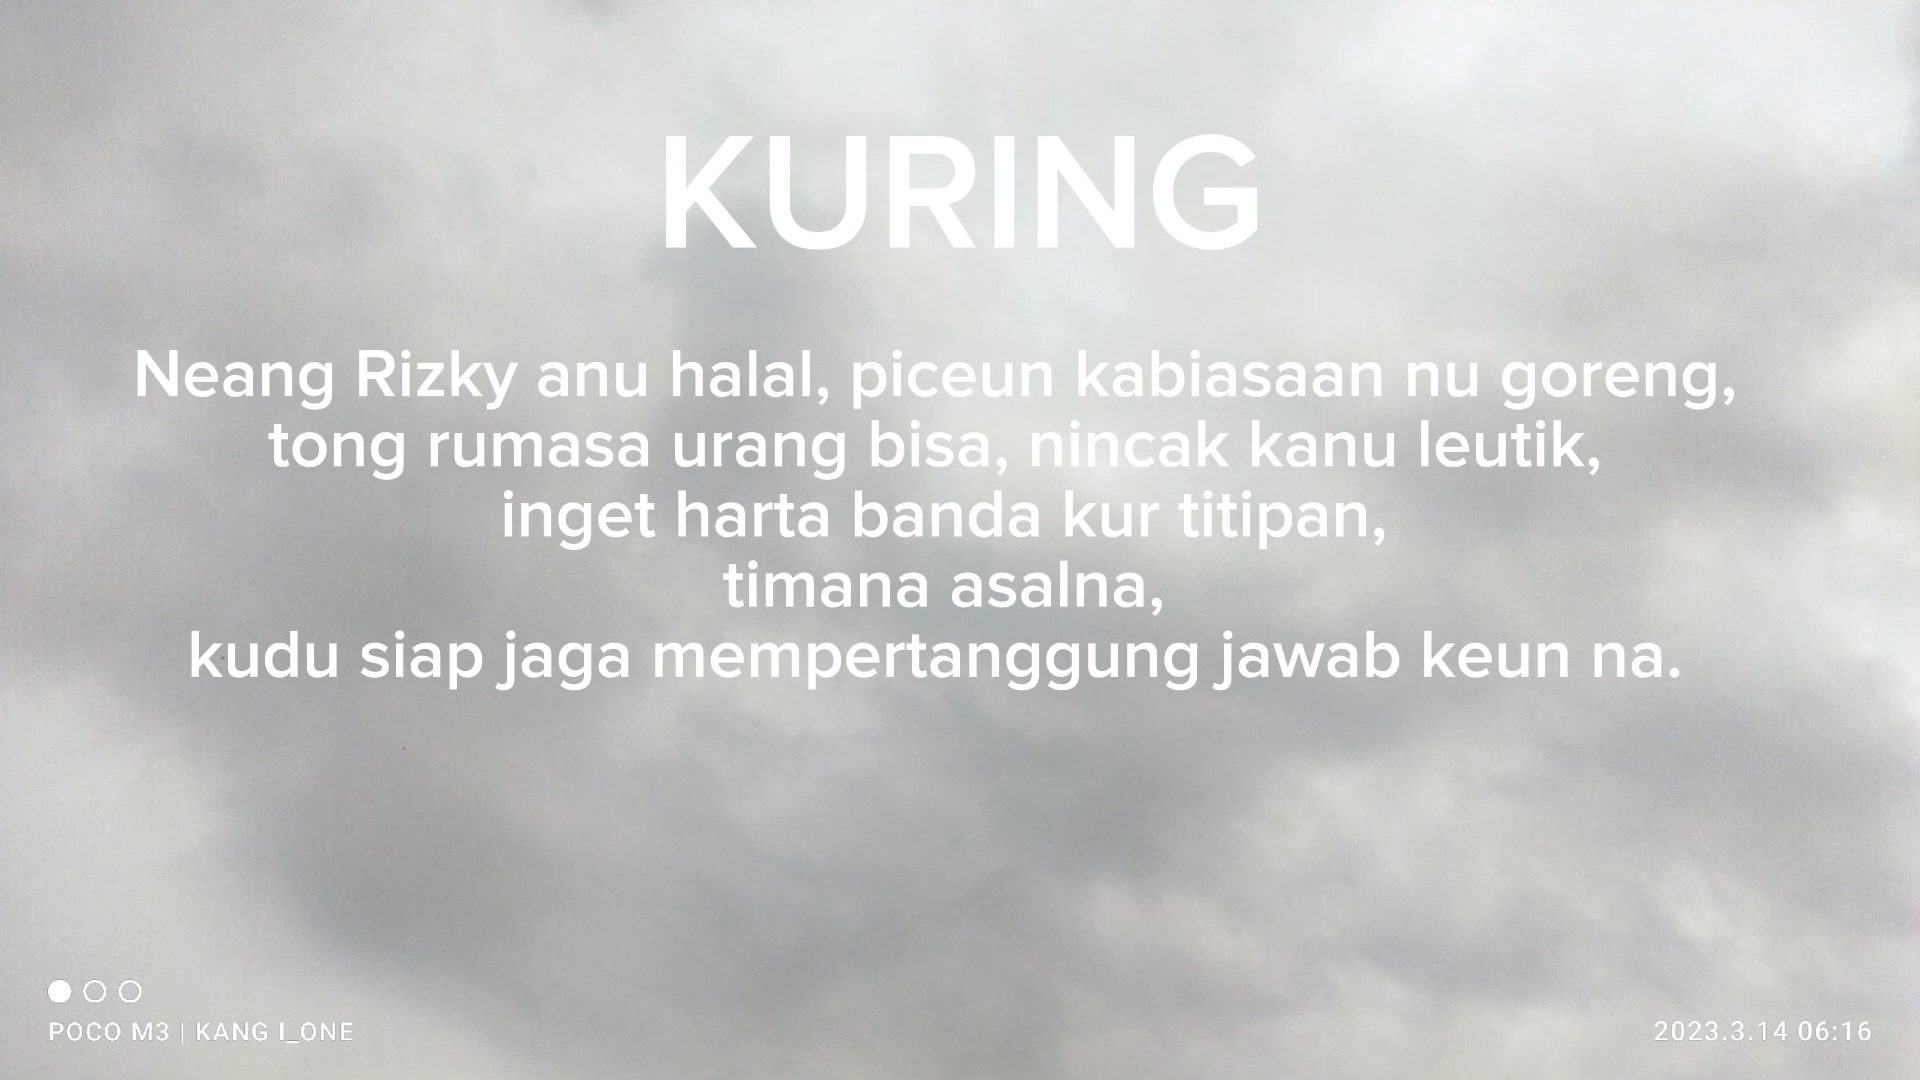 KURING
Neang Rizky anu halal, piceun kabiasaan nu goreng,
tong rumasa urang bisa, nincak kanu leutik,
inget harta banda kur titipan,
timana asalna,
kudu siap jaga mempertanggung jawab keun na.
POCO M3 | KANG I_ONE
2023.3.14 06:16